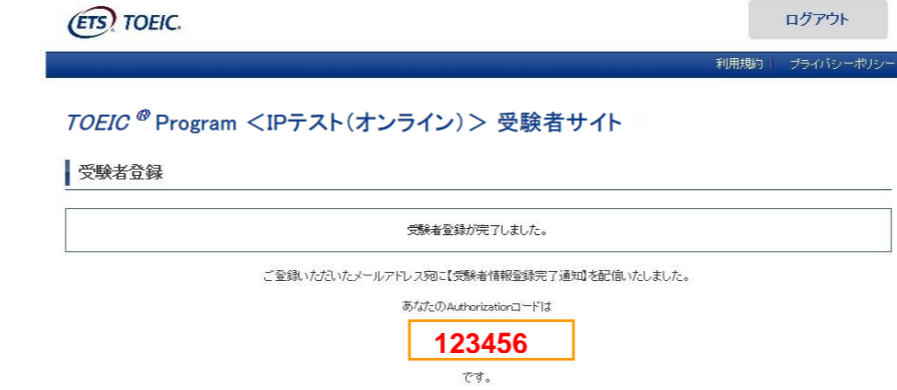 ETS TOEIC.
ログアウト
利用規約 | プライバシーポリシー
TOEIC ® Program <IPテスト(オンライン)> 受験者サイト
受験者登録
受験者登録が完了しました。
ご登録いただいたメールアドレス宛に【受験者情報登録完了通知】を配信いたしました。
あなたのAuthorizationコードは
123456
です。